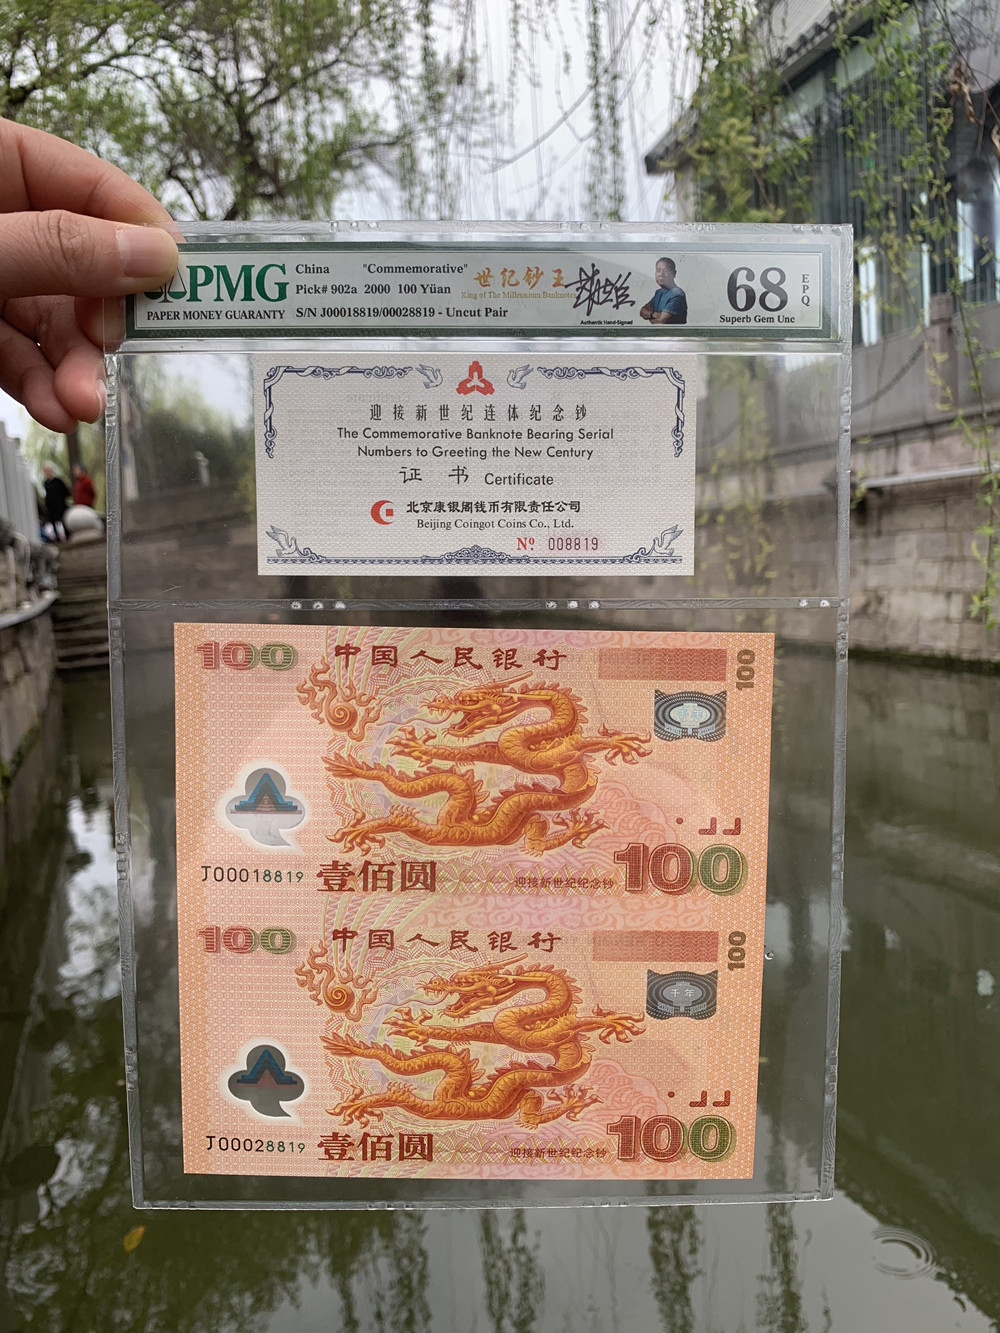 PMG
PAPER MONEY GUARANTY
China "Commemorative"
Pick# 902a 2000 100 Yüan
S/N J00018819/00028819 - Uncut Pair
世纪钞王
King of The Millennium Banknote
Authentic Hand-Signed
68
EPQ
Superb Gem Unc
迎接新世纪连体纪念钞
The Commemorative Banknote Bearing Serial
Numbers to Greeting the New Century
证书 Certificate
北京康银阁钱币有限责任公司
Beijing Coingot Coins Co., Ltd.
Nº 008819
100 中国人民银行
100
J00018819 壹佰圆
迎接新世纪纪念钞
100
100 中国人民银行
100
千年
J00028819 壹佰圆
迎接新世纪纪念钞
100